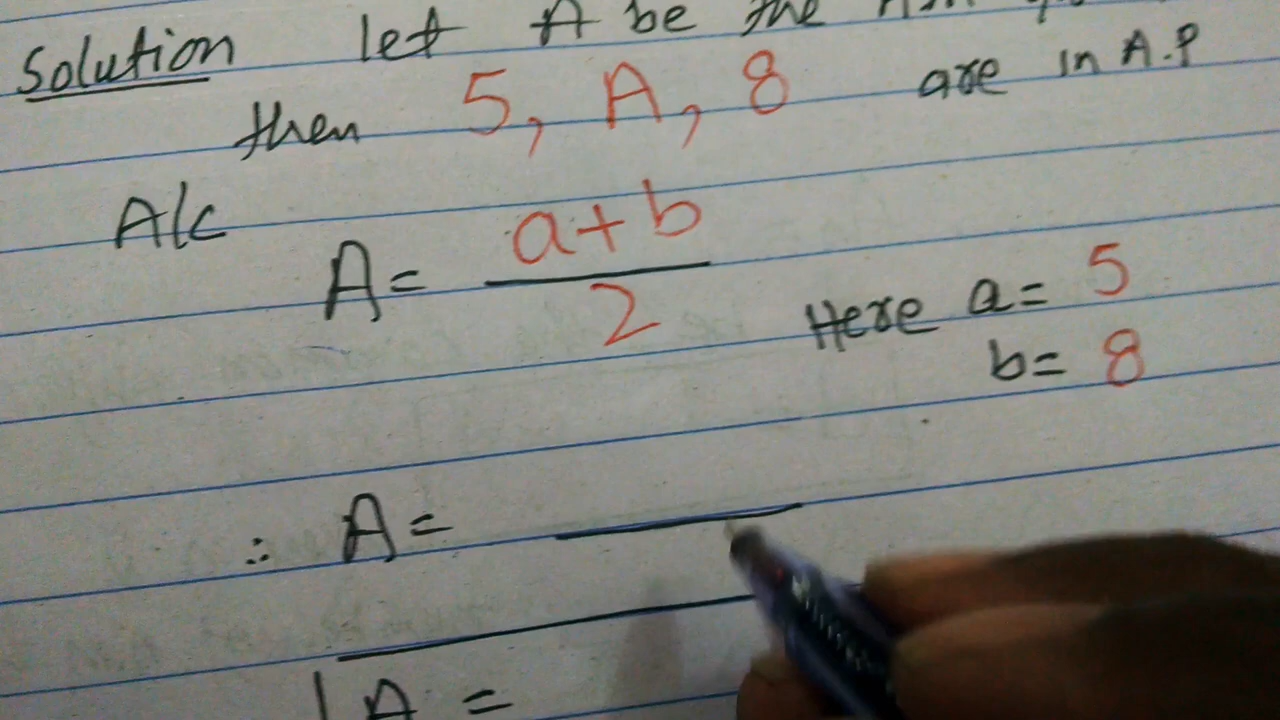 Solution let A be the
then 5, A, 8 are in A.P
A/c
A = a+b / 2
Here a = 5
b = 8
∴ A =
A =